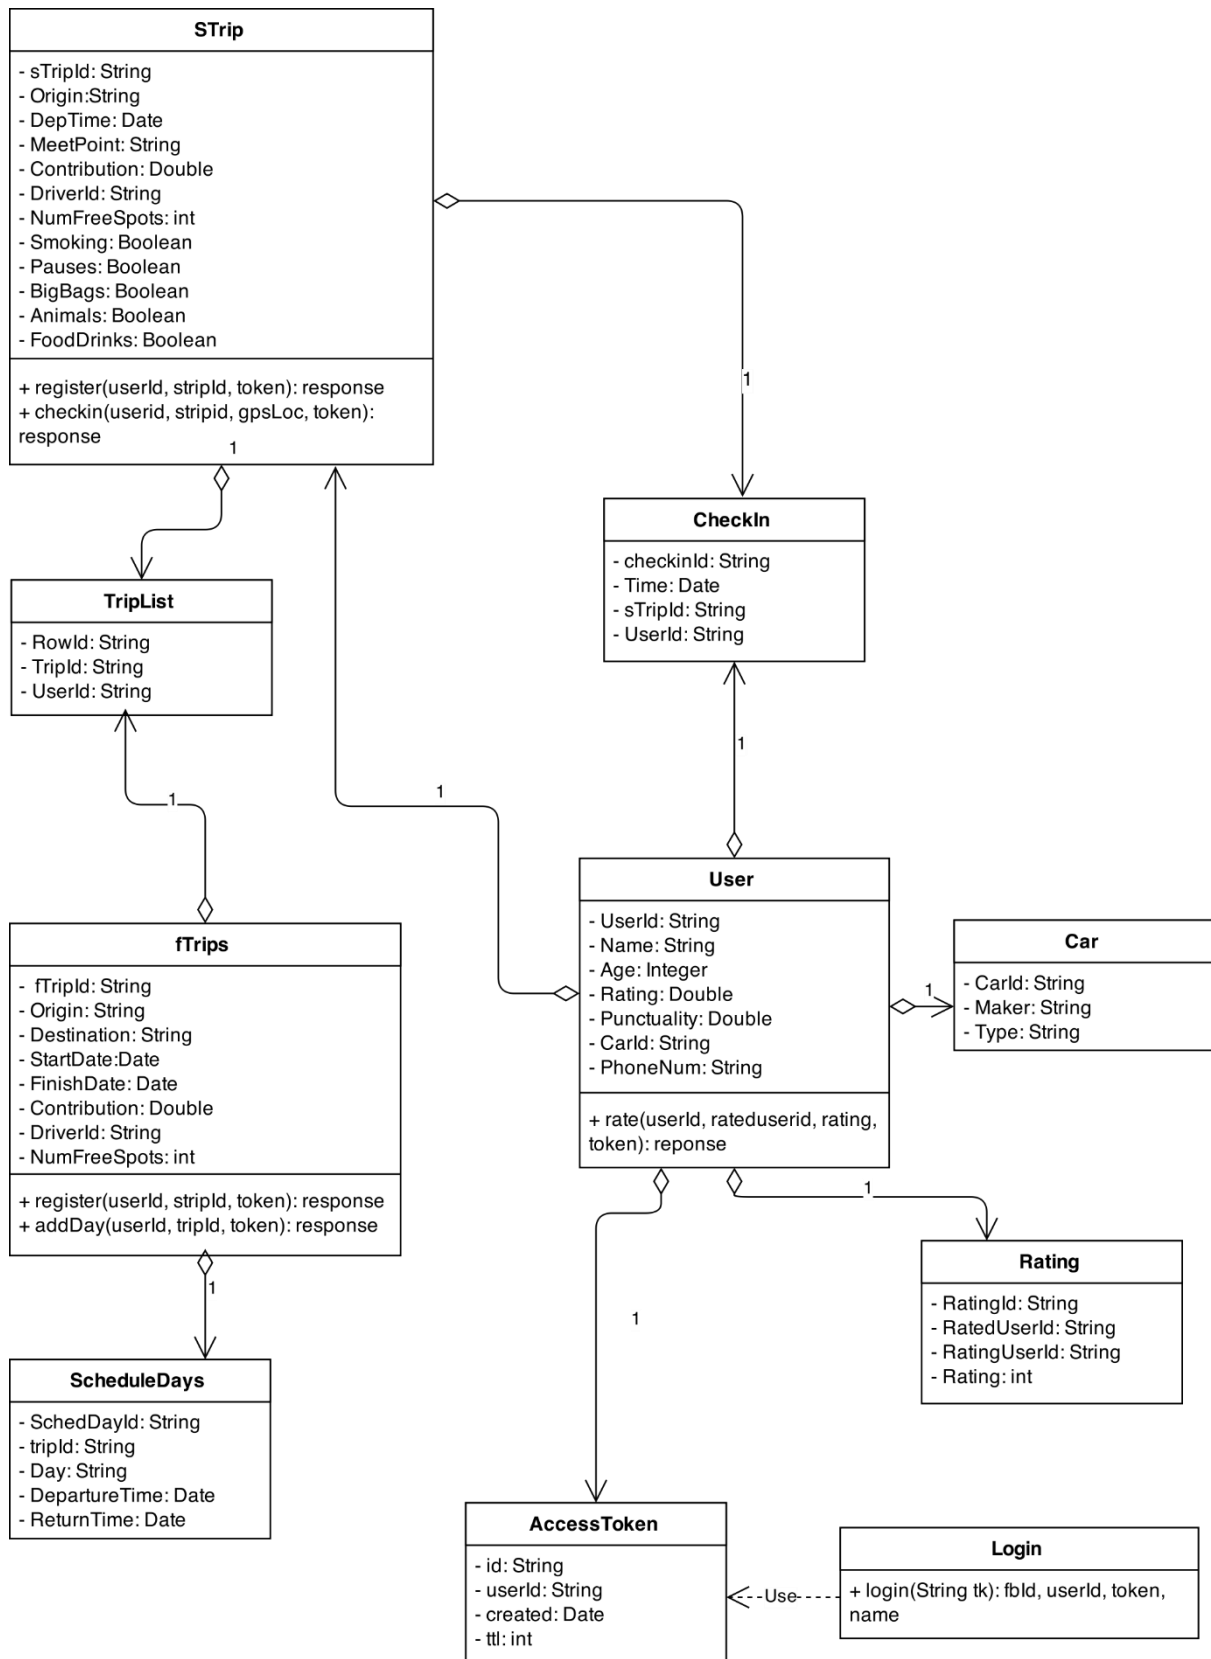 STrip
- sTripId: String
- Origin:String
- DepTime: Date
- MeetPoint: String
- Contribution: Double
- DriverId: String
- NumFreeSpots: int
- Smoking: Boolean
- Pauses: Boolean
- BigBags: Boolean
- Animals: Boolean
- FoodDrinks: Boolean
+ register(userId, stripId, token): response
+ checkin(userid, stripid, gpsLoc, token):
response
1
1
CheckIn
- checkinId: String
- Time: Date
- sTripId: String
- UserId: String
TripList
- RowId: String
- TripId: String
- UserId: String
1
1
1
User
- UserId: String
- Name: String
- Age: Integer
- Rating: Double
- Punctuality: Double
- CarId: String
- PhoneNum: String
+ rate(userId, rateduserid, rating,
token): reponse
1
Car
- CarId: String
- Maker: String
- Type: String
fTrips
- fTripId: String
- Origin: String
- Destination: String
- StartDate:Date
- FinishDate: Date
- Contribution: Double
- DriverId: String
- NumFreeSpots: int
+ register(userId, stripId, token): response
+ addDay(userId, tripId, token): response
1
1
1
Rating
- RatingId: String
- RatedUserId: String
- RatingUserId: String
- Rating: int
ScheduleDays
- SchedDayId: String
- tripId: String
- Day: String
- DepartureTime: Date
- ReturnTime: Date
AccessToken
- id: String
- userId: String
- created: Date
- ttl: int
Use
Login
+ login(String tk): fbId, userId, token,
name